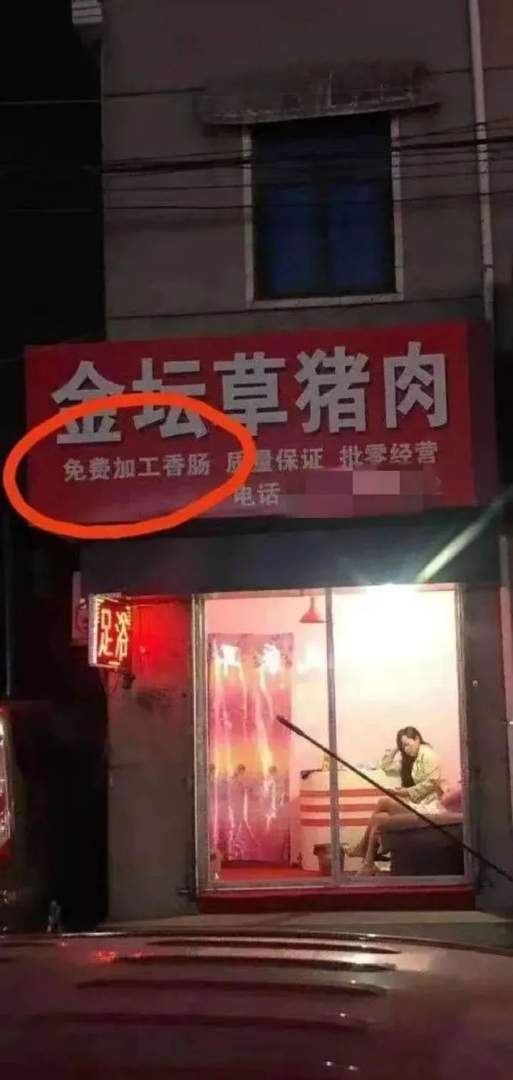 金坛草猪肉
免费加工香肠 质量保证 批零经营
电话
足浴